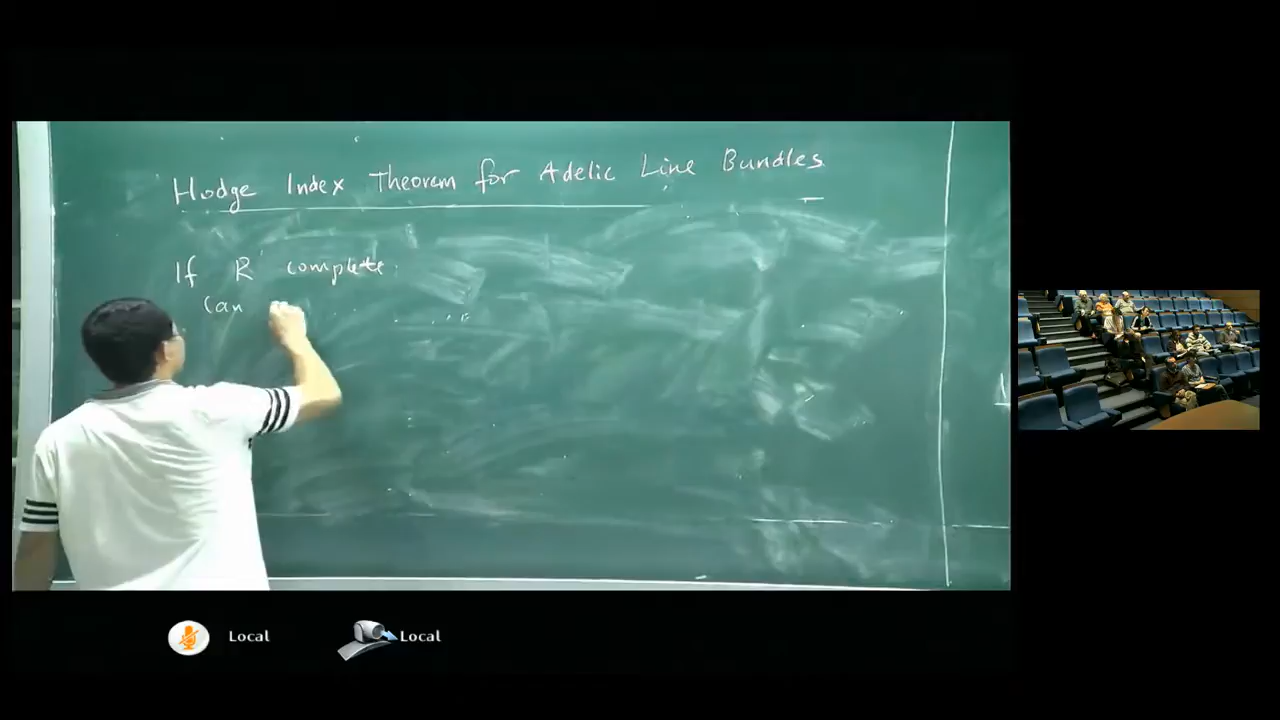 Hodge Index Theorem for Adelic Line Bundles
If R complete
Can
Local
Local